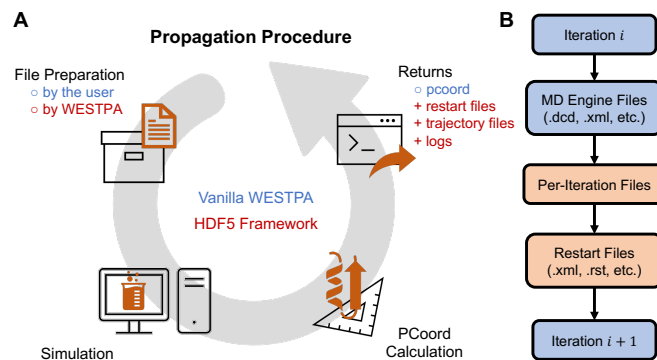 A
Propagation Procedure
File Preparation
○ by the user
○ by WESTPA
Returns
○ pcoord
+ restart files
+ trajectory files
+ logs
>_
Vanilla WESTPA
HDF5 Framework
Simulation
PCoord
Calculation
B
Iteration i
MD Engine Files
(.dcd, .xml, etc.)
Per-Iteration Files
Restart Files
(.xml, .rst, etc.)
Iteration i + 1